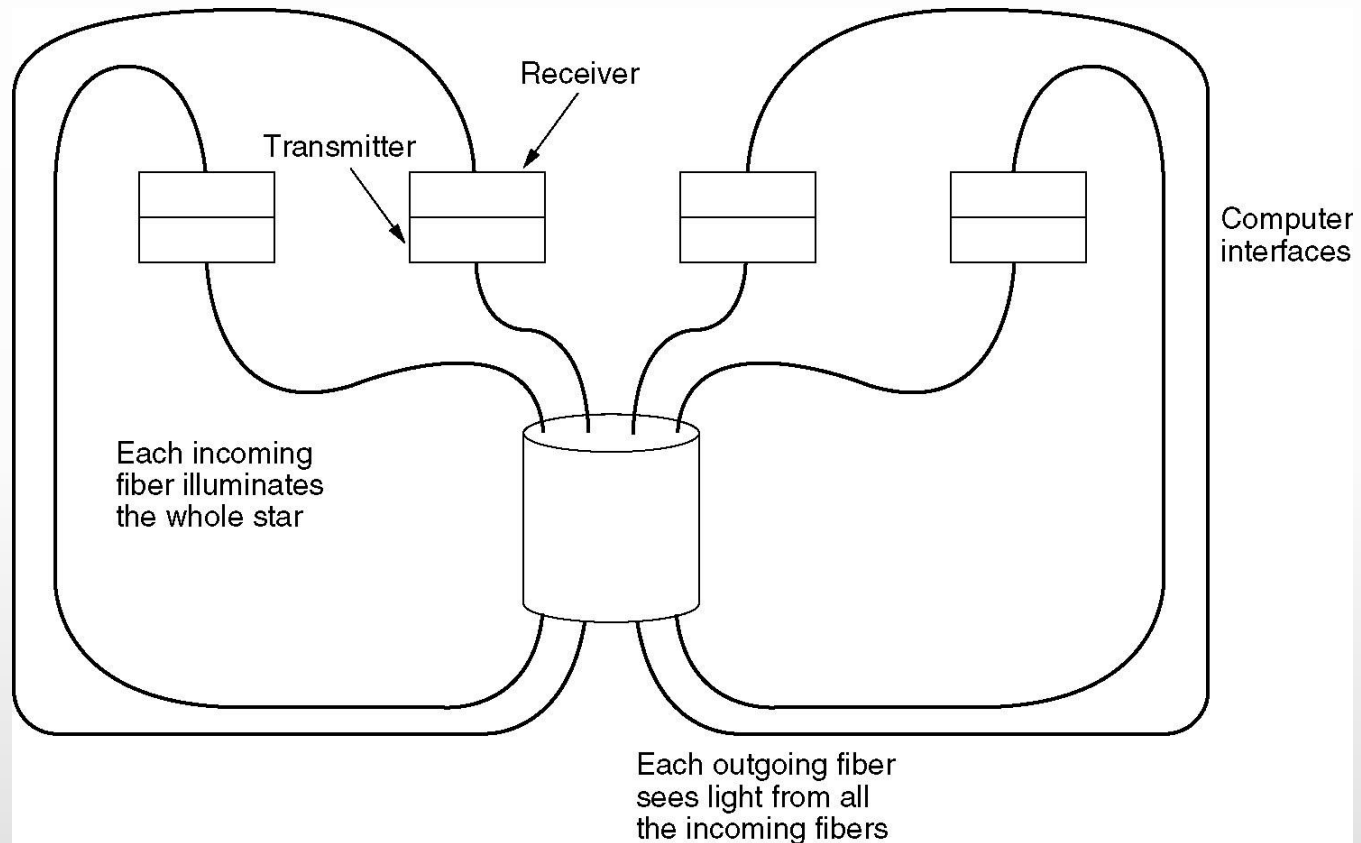 Receiver
Transmitter
Computer
interfaces
Each incoming
fiber illuminates
the whole star
Each outgoing fiber
sees light from all
the incoming fibers